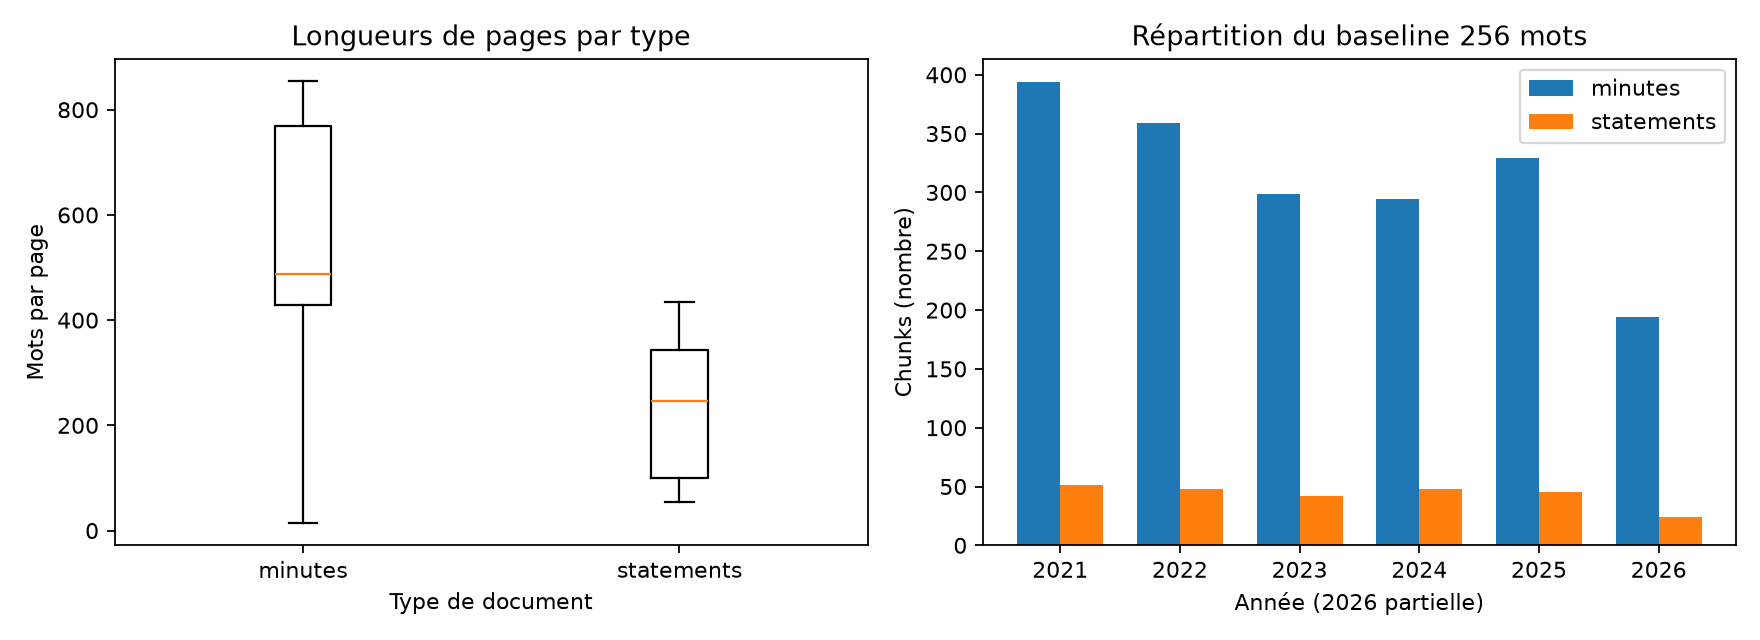 Longueurs de pages par type
Mots par page
800
600
400
200
0
minutes statements
Type de document
Répartition du baseline 256 mots
Chunks (nombre)
400
350
300
250
200
150
100
50
0
minutes
statements
2021 2022 2023 2024 2025 2026
Année (2026 partielle)